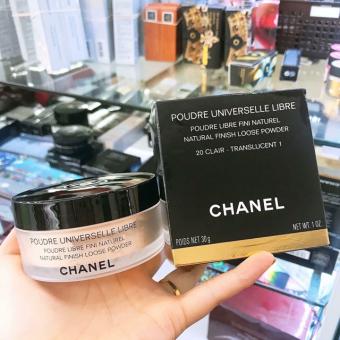 POUDRE UNIVERSELLE LIBRE
POUDRE LIBRE FINI NATUREL
NATURAL FINISH LOOSE POWDER
20 CLAIR - TRANSLUCENT 1
CHANEL
POIDS NET 30 g
NET WT. 1 OZ.
POUDRE UNIVERSELLE LIBRE
POUDRE LIBRE FINI NATUREL
NATURAL FINISH LOOSE POWDER
CHANEL